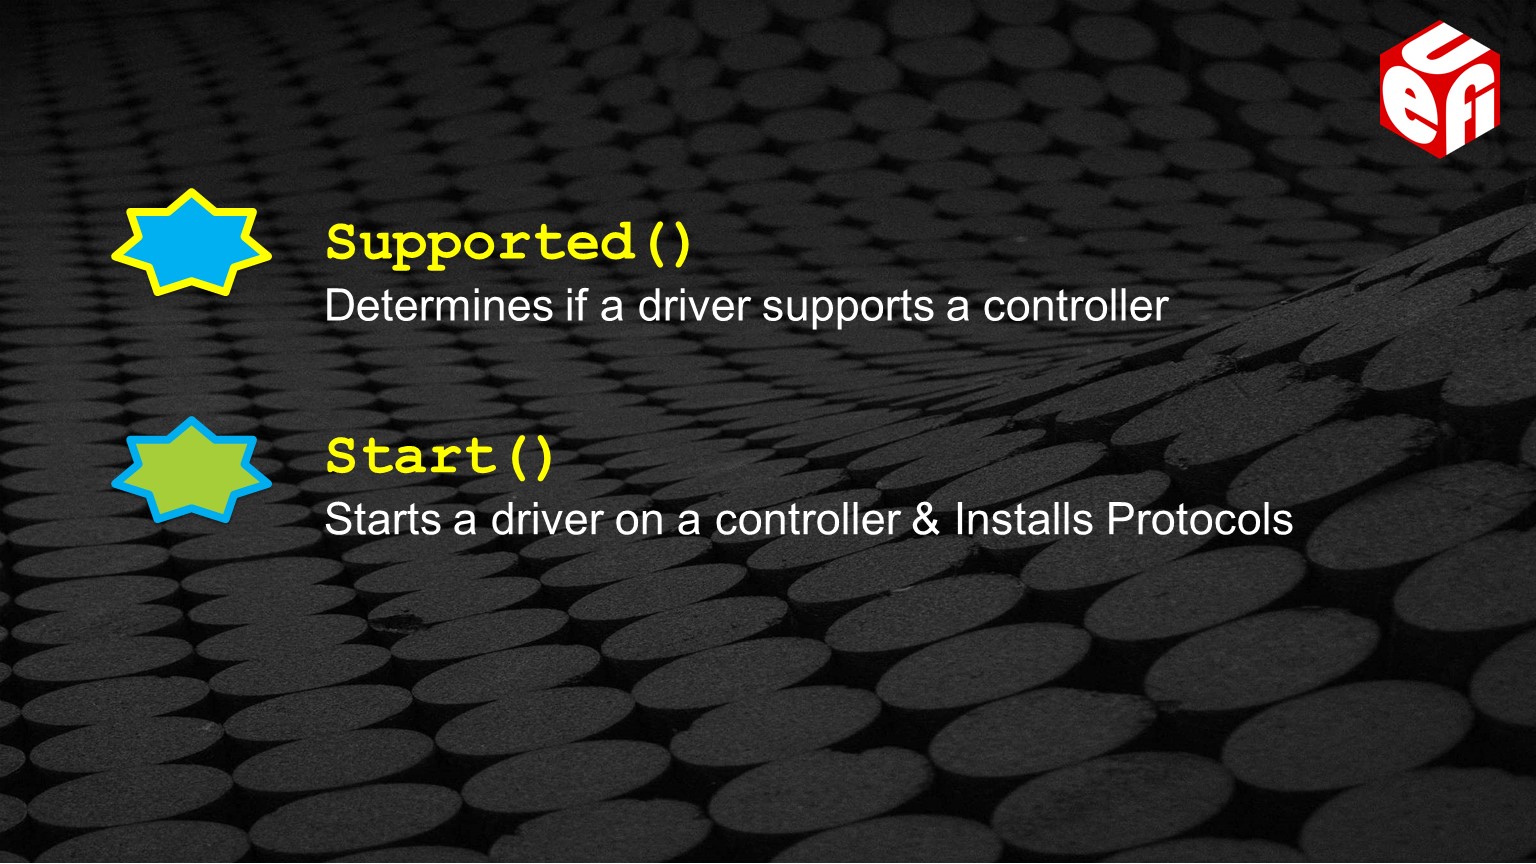 UEFI
Supported()
Determines if a driver supports a controller
Start()
Starts a driver on a controller & Installs Protocols